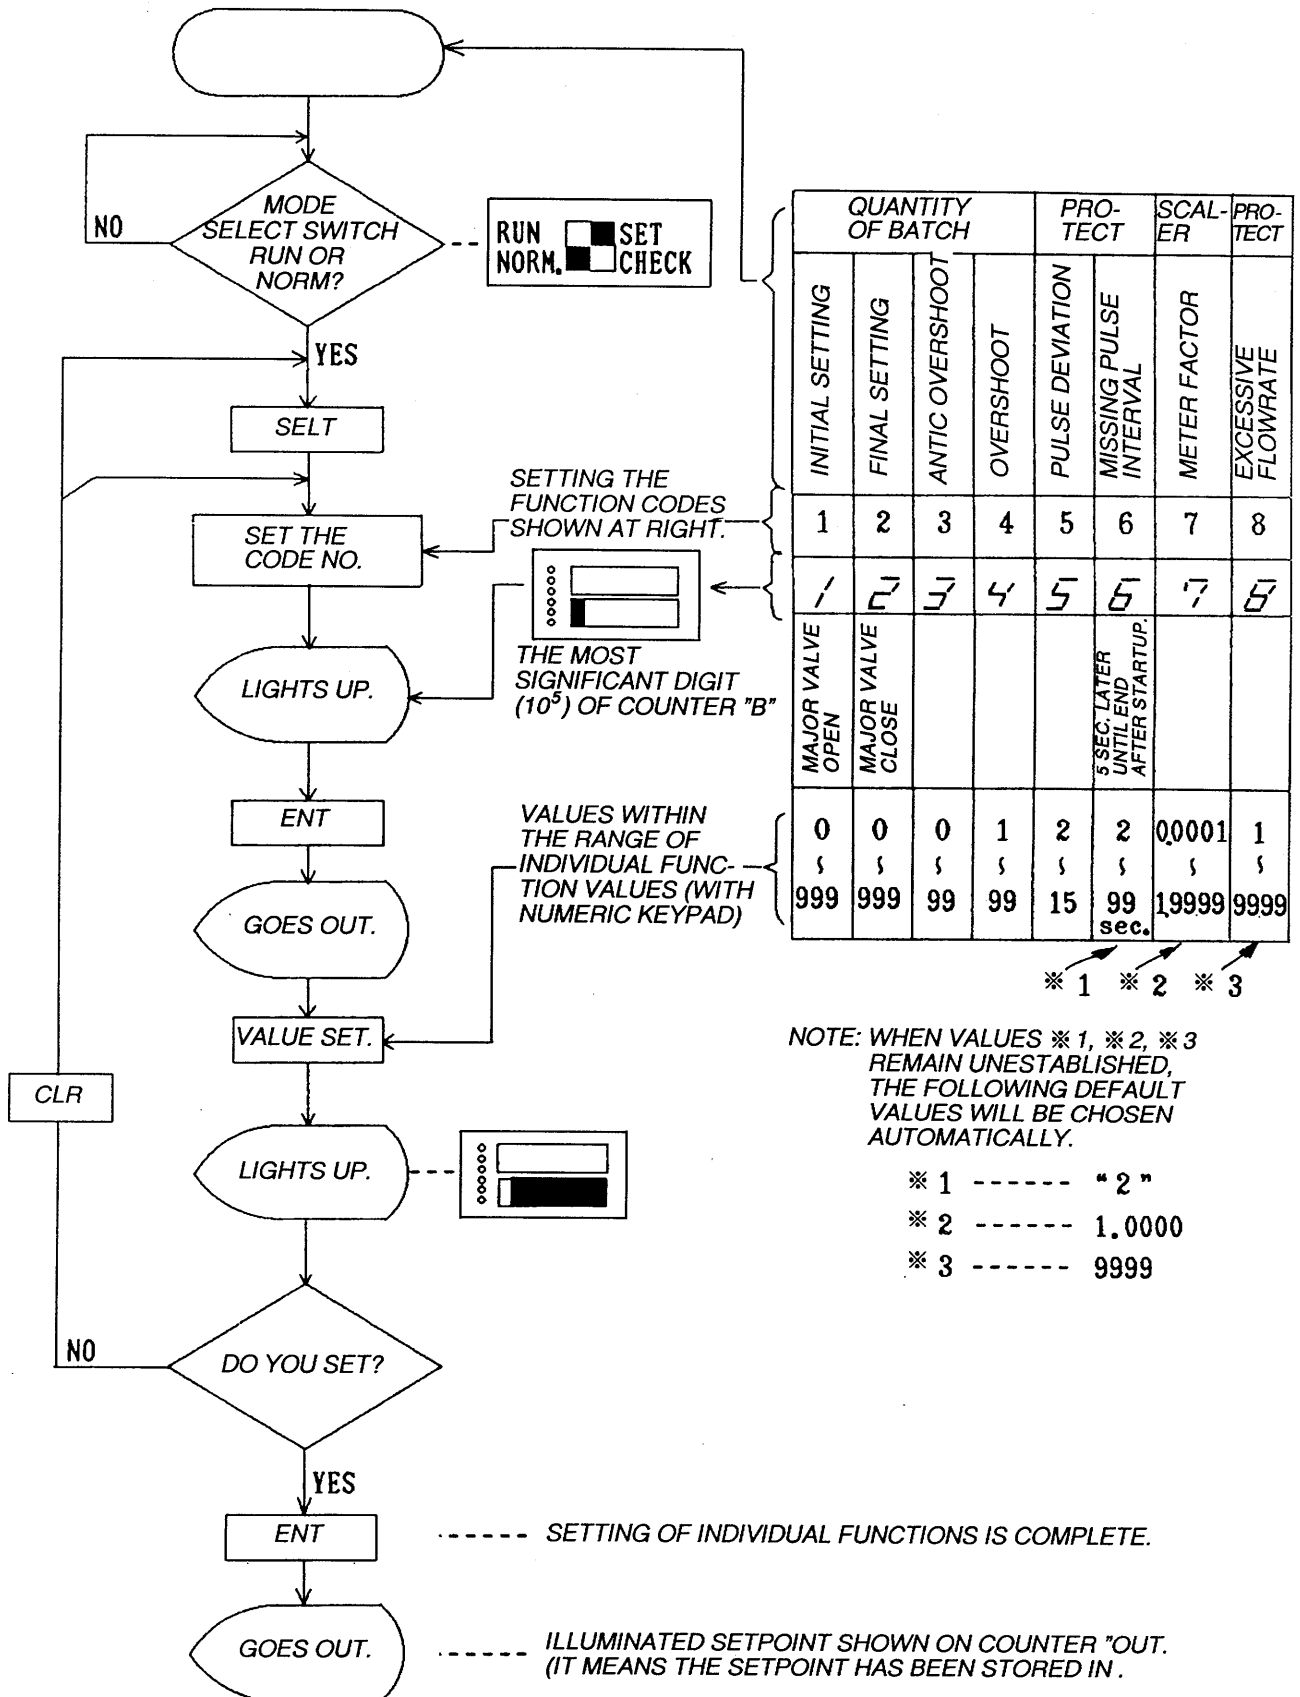 MODE
SELECT SWITCH
RUN OR
NORM?
NO
YES
RUN SET
NORM. CHECK
SELT
SET THE
CODE NO.
SETTING THE
FUNCTION CODES
SHOWN AT RIGHT.
LIGHTS UP.
THE MOST
SIGNIFICANT DIGIT
(10⁵) OF COUNTER "B"
ENT
GOES OUT.
VALUES WITHIN
THE RANGE OF
INDIVIDUAL FUNC-
TION VALUES (WITH
NUMERIC KEYPAD)
VALUE SET.
CLR
LIGHTS UP.
DO YOU SET?
NO
YES
ENT
SETTING OF INDIVIDUAL FUNCTIONS IS COMPLETE.
GOES OUT.
ILLUMINATED SETPOINT SHOWN ON COUNTER "OUT.
(IT MEANS THE SETPOINT HAS BEEN STORED IN .
QUANTITY
OF BATCH
PRO-
TECT
SCAL-
ER
PRO-
TECT
INITIAL SETTING
FINAL SETTING
ANTIC OVERSHOOT
OVERSHOOT
PULSE DEVIATION
MISSING PULSE
INTERVAL
METER FACTOR
EXCESSIVE
FLOWRATE
1 2 3 4 5 6 7 8
1 2 3 4 5 6 7 8
MAJOR VALVE
OPEN
MAJOR VALVE
CLOSE
5 SEC. LATER
UNTIL END
AFTER STARTUP.
0 0 0 1 2 2 0.0001 1
~ ~ ~ ~ ~ ~ ~ ~
999 999 99 99 15 99 1.9999 9999
sec.
※ 1 ※ 2 ※ 3
NOTE: WHEN VALUES ※ 1, ※ 2, ※ 3
REMAIN UNESTABLISHED,
THE FOLLOWING DEFAULT
VALUES WILL BE CHOSEN
AUTOMATICALLY.
※ 1 ------ "2"
※ 2 ------ 1.0000
※ 3 ------ 9999